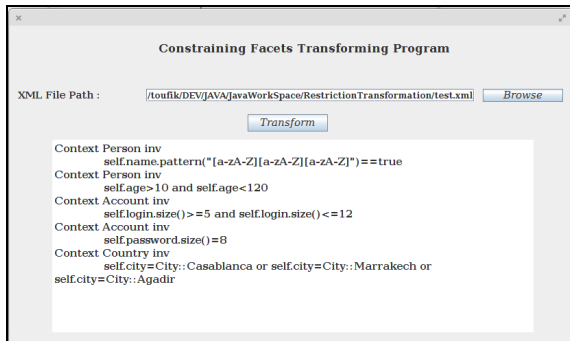 Constraining Facets Transforming Program
XML File Path : /toufik/DEV/JAVA/JavaWorkSpace/RestrictionTransformation/test.xml Browse
Transform
Context Person inv
self.name.pattern("[a-zA-Z][a-zA-Z][a-zA-Z]")==true
Context Person inv
self.age>10 and self.age<120
Context Account inv
self.login.size()>=5 and self.login.size()<=12
Context Account inv
self.password.size()=8
Context Country inv
self.city=City::Casablanca or self.city=City::Marrakech or
self.city=City::Agadir